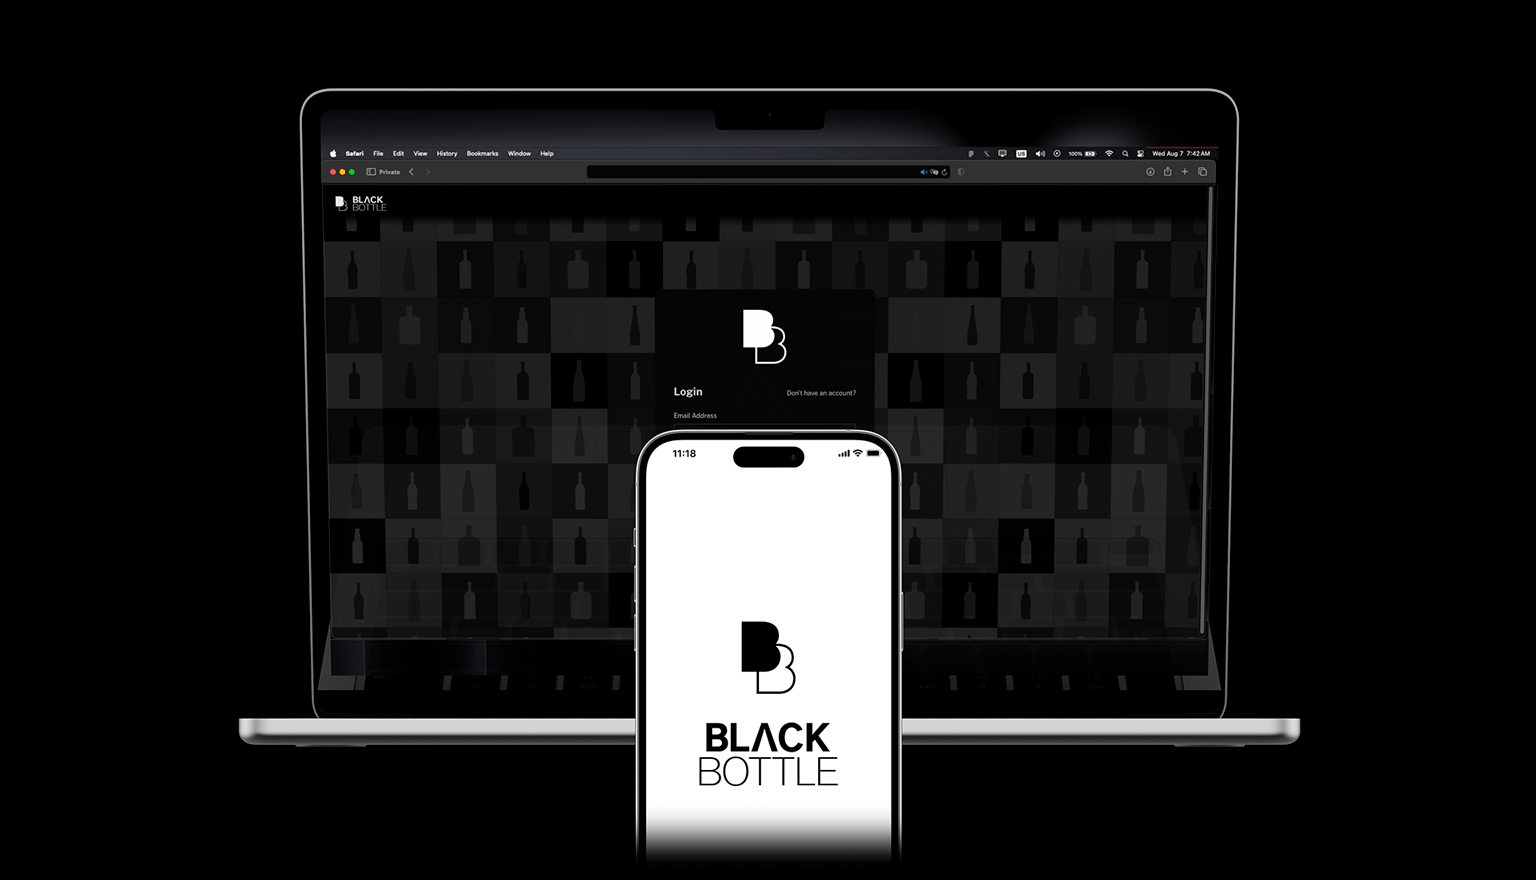 Safari File Edit View History Bookmarks Window Help
US 100% Wed Aug 7 7:42 AM
Private
BLACK
BOTTLE
B
B
Login
Don't have an account?
Email Address
11:18
B
B
BLACK
BOTTLE